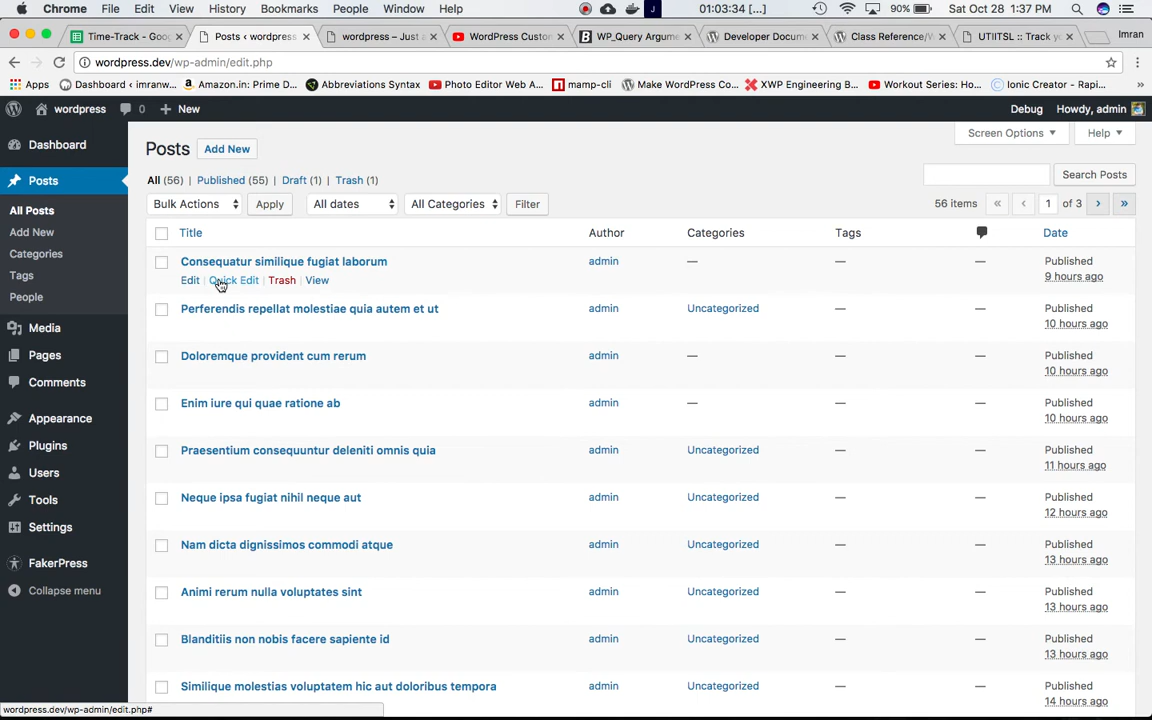 Chrome File Edit View History Bookmarks People Window Help 01:03:34 [...] 90% Sat Oct 28 1:37 PM
Time-Track - Goog Posts ‹ wordpress wordpress – Just a WordPress Custom WP_Query Argume Developer Docume Class Reference/W UTIITSL :: Track y Imran
wordpress.dev/wp-admin/edit.php
Apps Dashboard ‹ imranw... Amazon.in: Prime D... Abbreviations Syntax Photo Editor Web A... mamp-cli Make WordPress Co... XWP Engineering B... Workout Series: Ho... Ionic Creator - Rapi... »
wordpress 0 + New Debug Howdy, admin
Dashboard
Posts
All Posts
Add New
Categories
Tags
People
Media
Pages
Comments
Appearance
Plugins
Users
Tools
Settings
FakerPress
Collapse menu
Screen Options Help
Posts Add New
All (56) | Published (55) | Draft (1) | Trash (1)
Search Posts
Bulk Actions Apply All dates All Categories Filter 56 items « ‹ 1 of 3 › »
Title Author Categories Tags Date
Consequatur similique fugiat laborum admin — — — Published
Edit | Quick Edit | Trash | View 9 hours ago
Perferendis repellat molestiae quia autem et ut admin Uncategorized — — Published
10 hours ago
Doloremque provident cum rerum admin — — — Published
10 hours ago
Enim iure qui quae ratione ab admin — — — Published
10 hours ago
Praesentium consequuntur deleniti omnis quia admin Uncategorized — — Published
11 hours ago
Neque ipsa fugiat nihil neque aut admin Uncategorized — — Published
12 hours ago
Nam dicta dignissimos commodi atque admin Uncategorized — — Published
13 hours ago
Animi rerum nulla voluptates sint admin Uncategorized — — Published
13 hours ago
Blanditiis non nobis facere sapiente id admin Uncategorized — — Published
13 hours ago
Similique molestias voluptatem hic aut doloribus tempora admin Uncategorized — — Published
14 hours ago
wordpress.dev/wp-admin/edit.php#